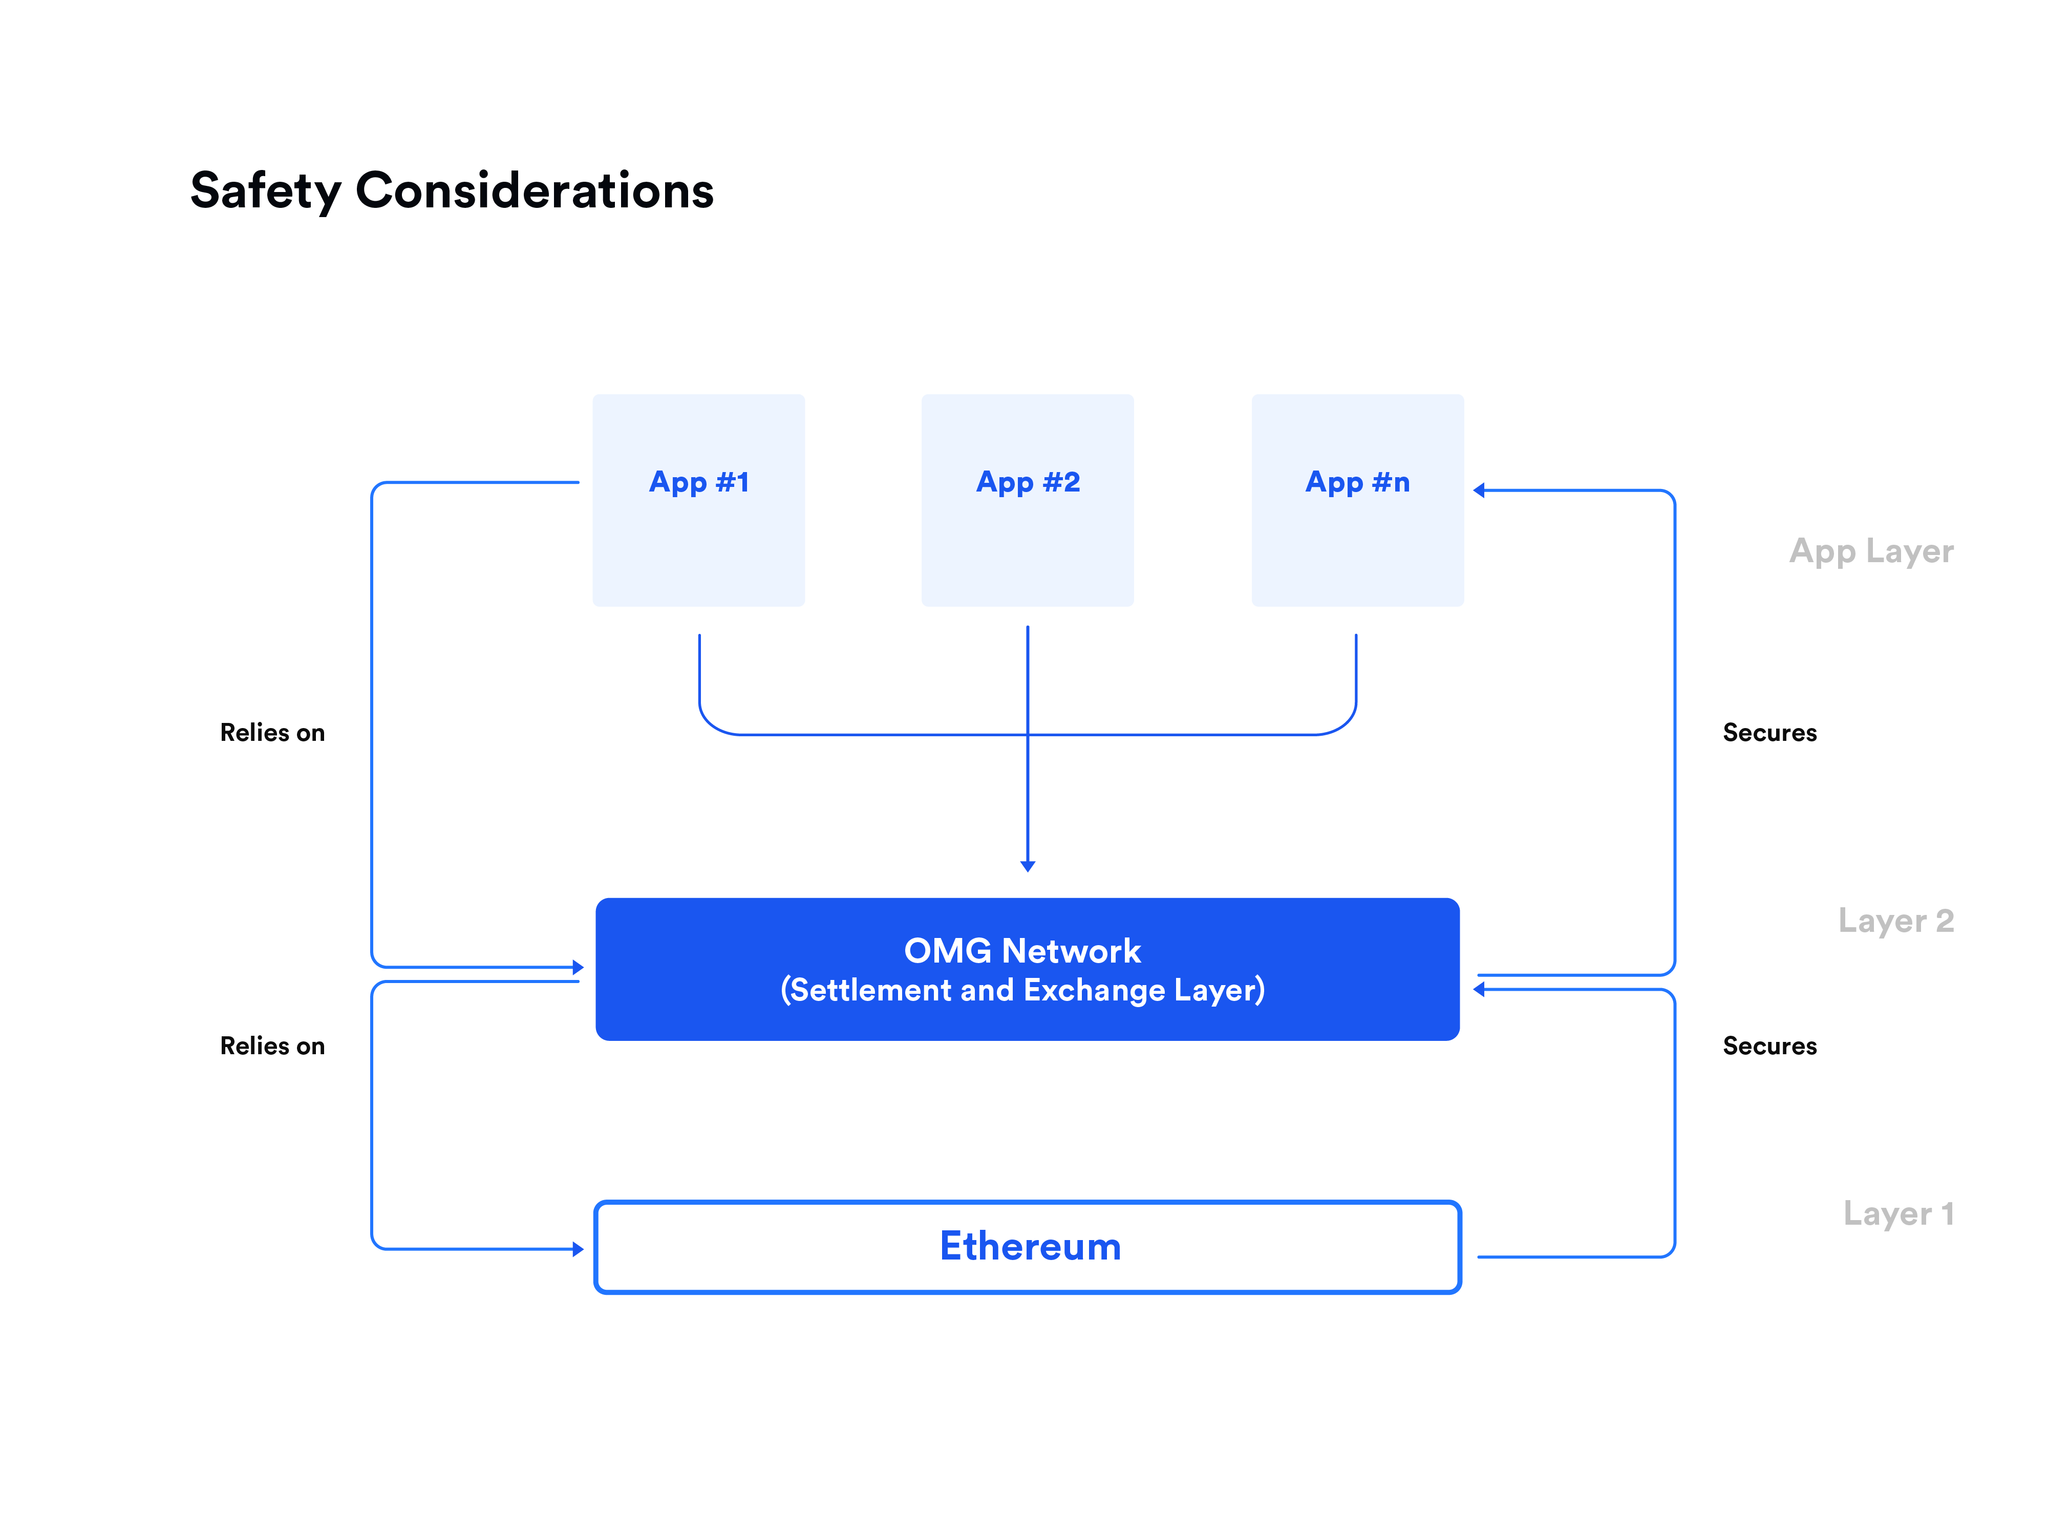 Safety Considerations
App #1
App #2
App #n
App Layer
Relies on
Secures
Layer 2
OMG Network
(Settlement and Exchange Layer)
Relies on
Secures
Layer 1
Ethereum